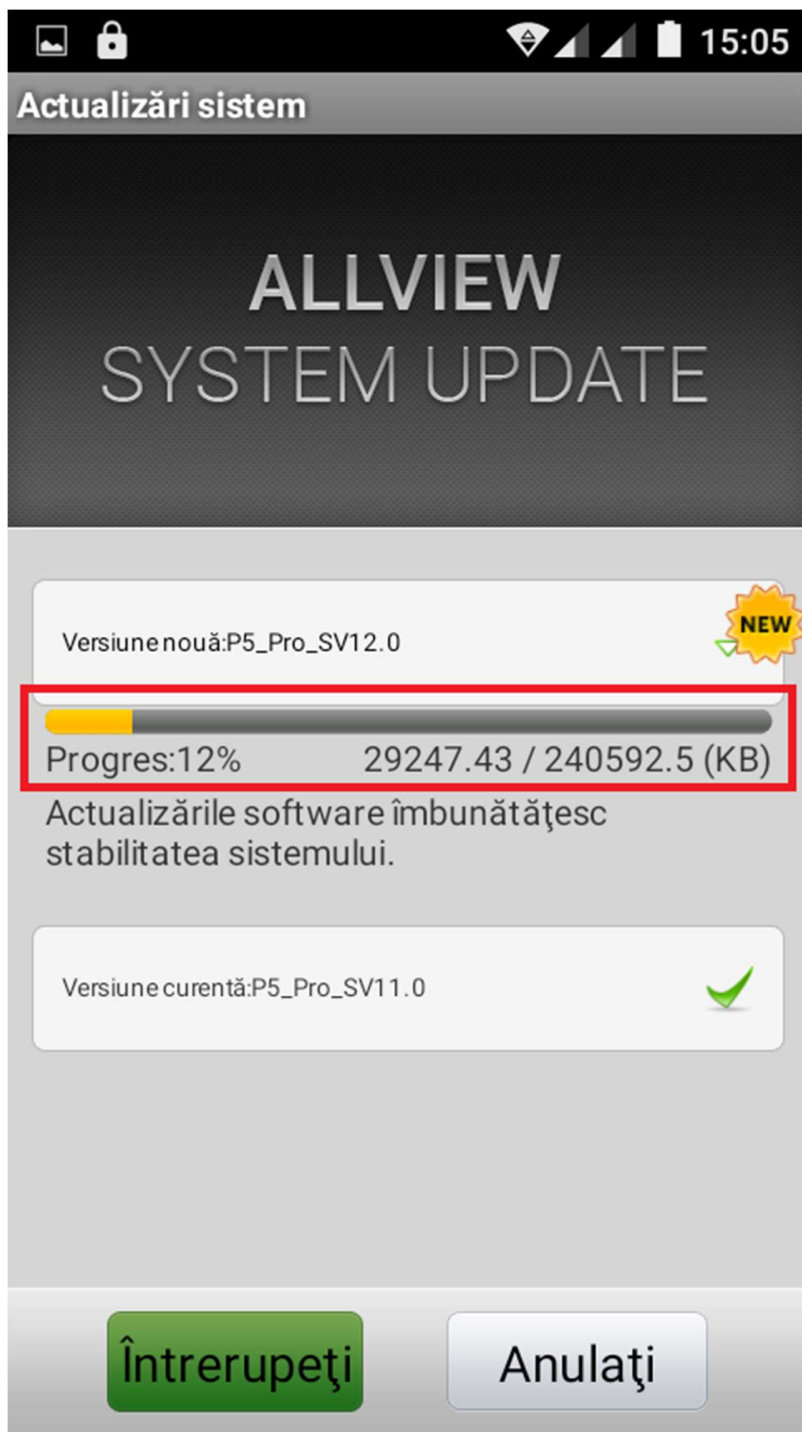 15:05
Actualizări sistem
ALLVIEW
SYSTEM UPDATE
Versiune nouă:P5_Pro_SV12.0
NEW
Progres:12% 29247.43 / 240592.5 (KB)
Actualizările software îmbunătăţesc
stabilitatea sistemului.
Versiune curentă:P5_Pro_SV11.0
Întrerupeţi Anulaţi